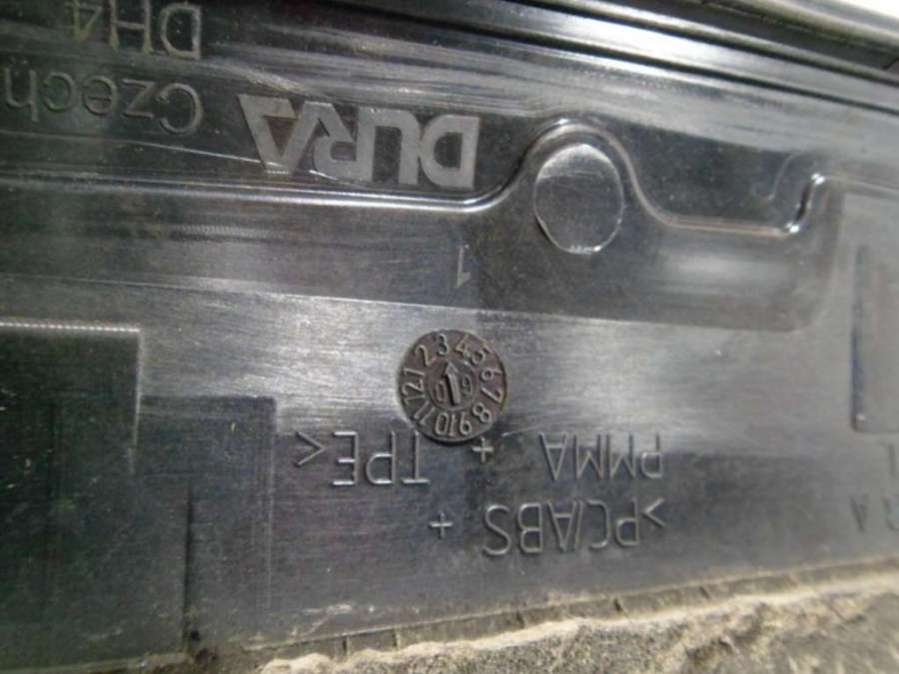 >PC/ABS +
PMMA + TPE<
1 2 3 4 5 6 7 8 9 10 11 12
1
DURA Czech
DH4